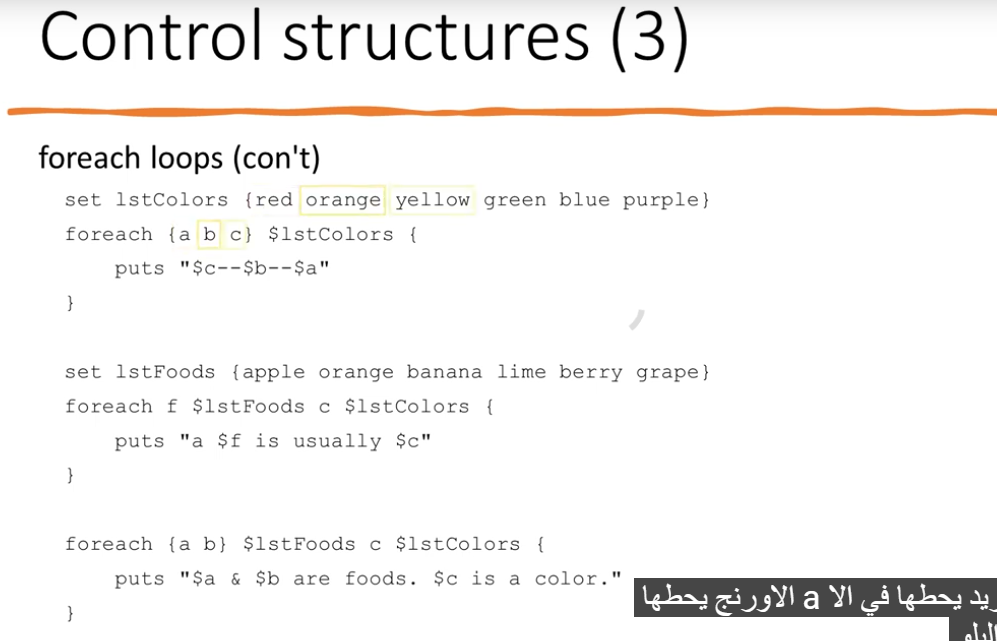 Control structures (3)
foreach loops (con't)
set lstColors {red orange yellow green blue purple}
foreach {a b c} $lstColors {
puts "$c--$b--$a"
}
set lstFoods {apple orange banana lime berry grape}
foreach f $lstFoods c $lstColors {
puts "a $f is usually $c"
}
foreach {a b} $lstFoods c $lstColors {
puts "$a & $b are foods. $c is a color."
}
يحطها في الا a الاورنج يحطها